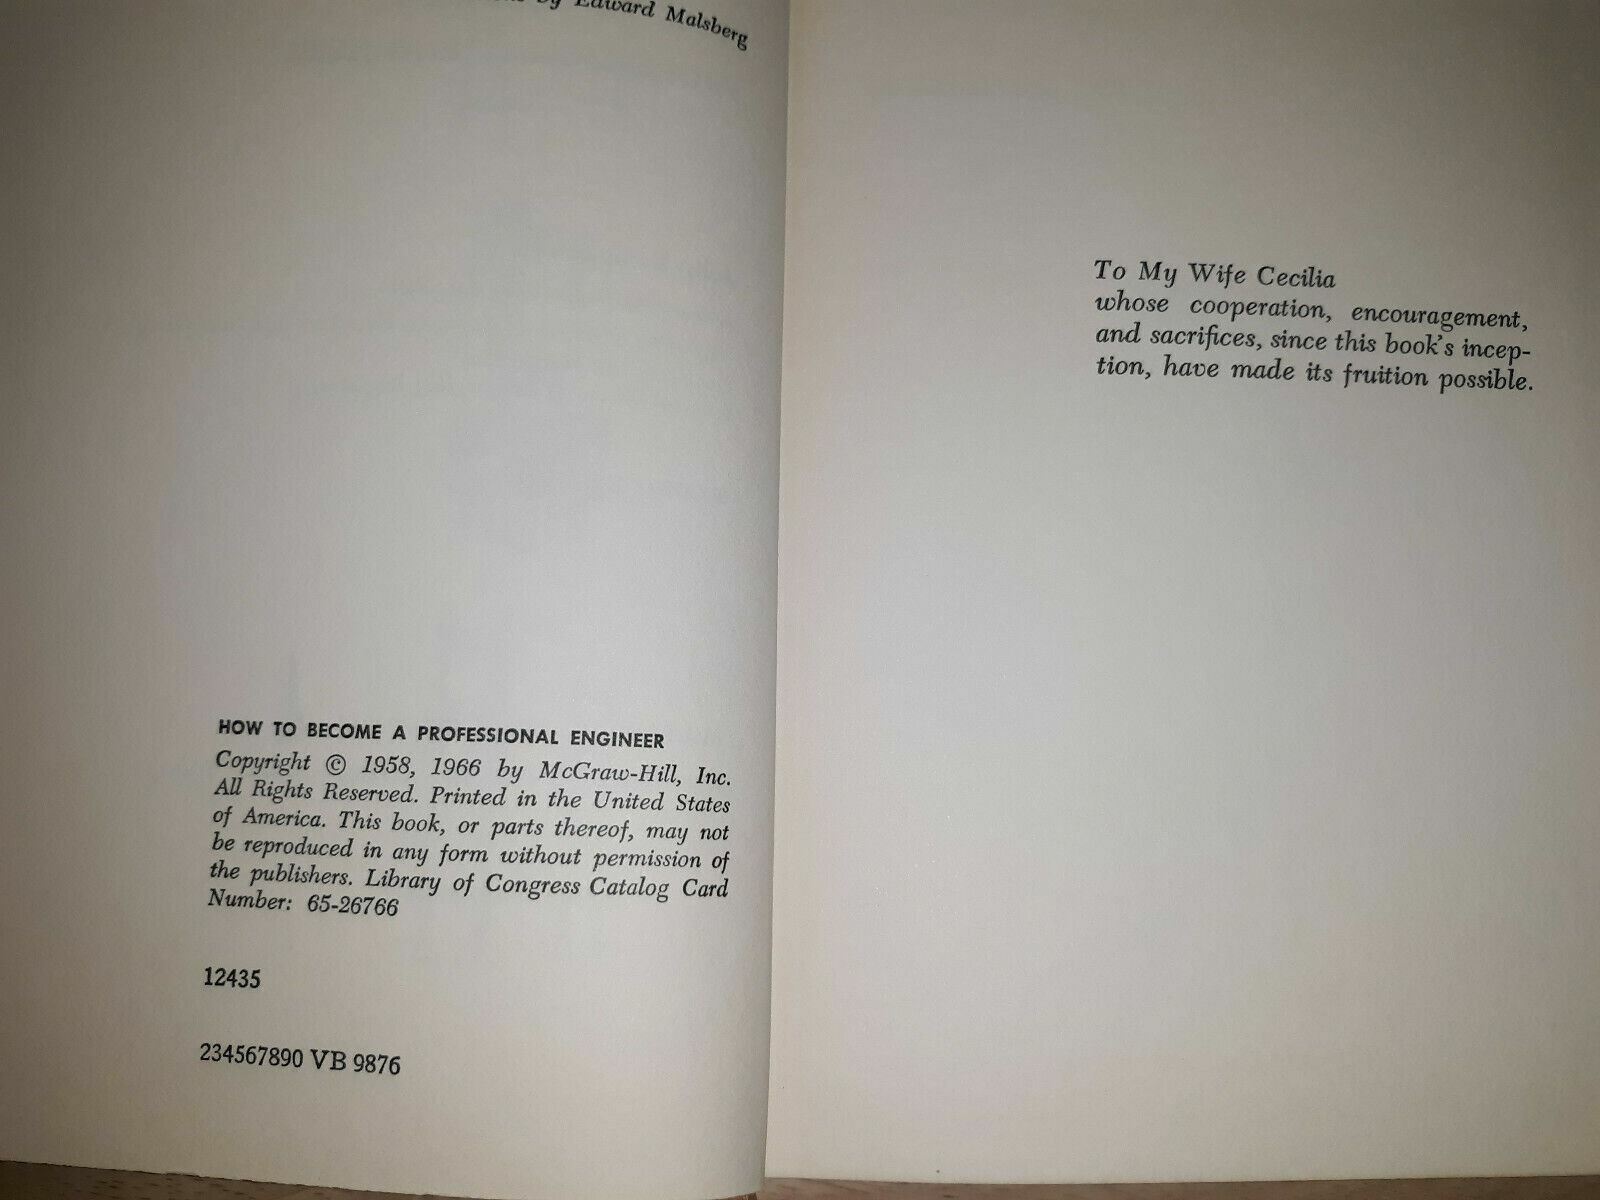 by Edward Malsberg
HOW TO BECOME A PROFESSIONAL ENGINEER
Copyright © 1958, 1966 by McGraw-Hill, Inc.
All Rights Reserved. Printed in the United States
of America. This book, or parts thereof, may not
be reproduced in any form without permission of
the publishers. Library of Congress Catalog Card
Number: 65-26766
12435
234567890 VB 9876
To My Wife Cecilia
whose cooperation, encouragement,
and sacrifices, since this book's incep-
tion, have made its fruition possible.